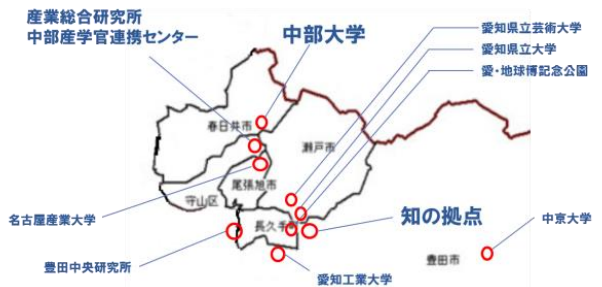 産業総合研究所
中部産学官連携センター
中部大学
愛知県立芸術大学
愛知県立大学
愛・地球博記念公園
春日井市
瀬戸市
尾張旭市
守山区
名古屋産業大学
長久手
知の拠点
中京大学
豊田中央研究所
愛知工業大学
豊田市